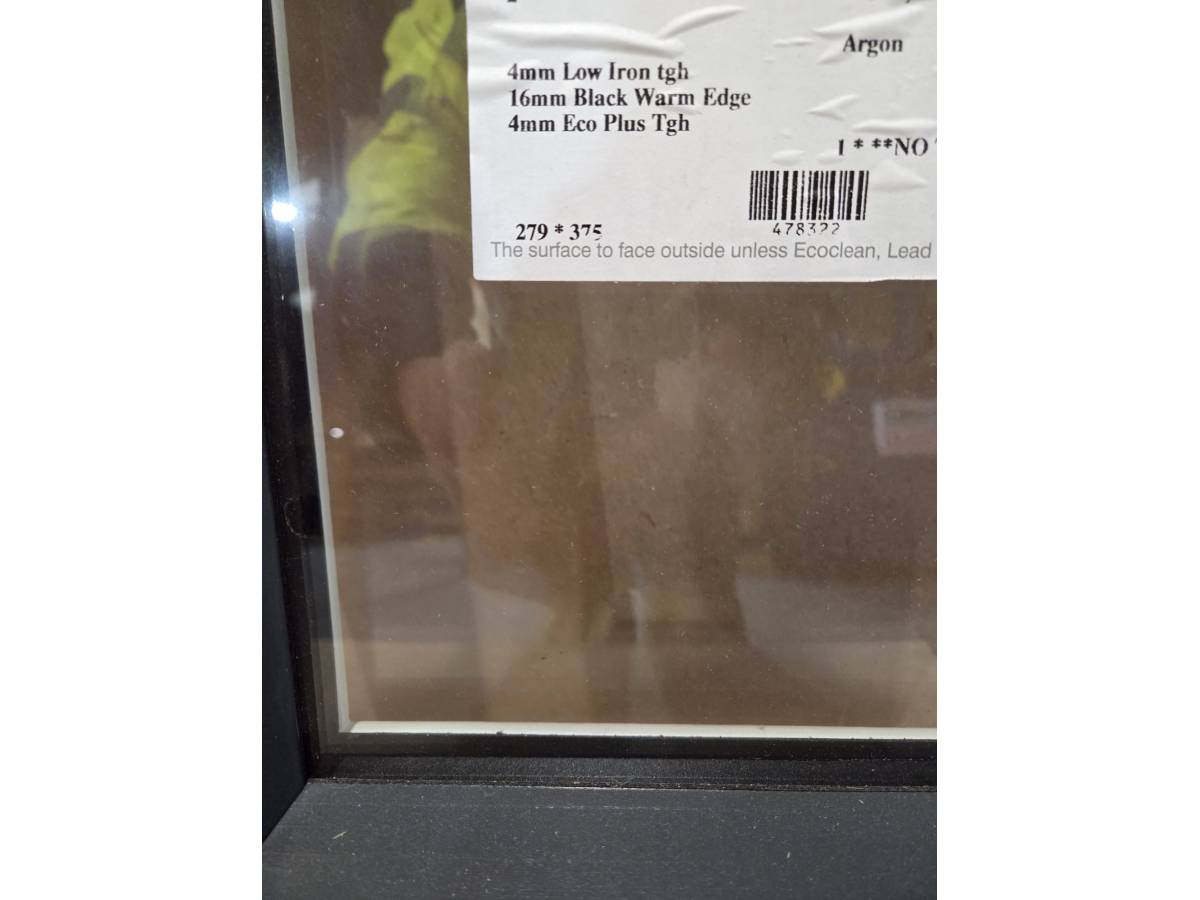 Argon
4mm Low Iron tgh
16mm Black Warm Edge
4mm Eco Plus Tgh
1 * **NO
478322
279 * 375
The surface to face outside unless Ecoclean, Lead